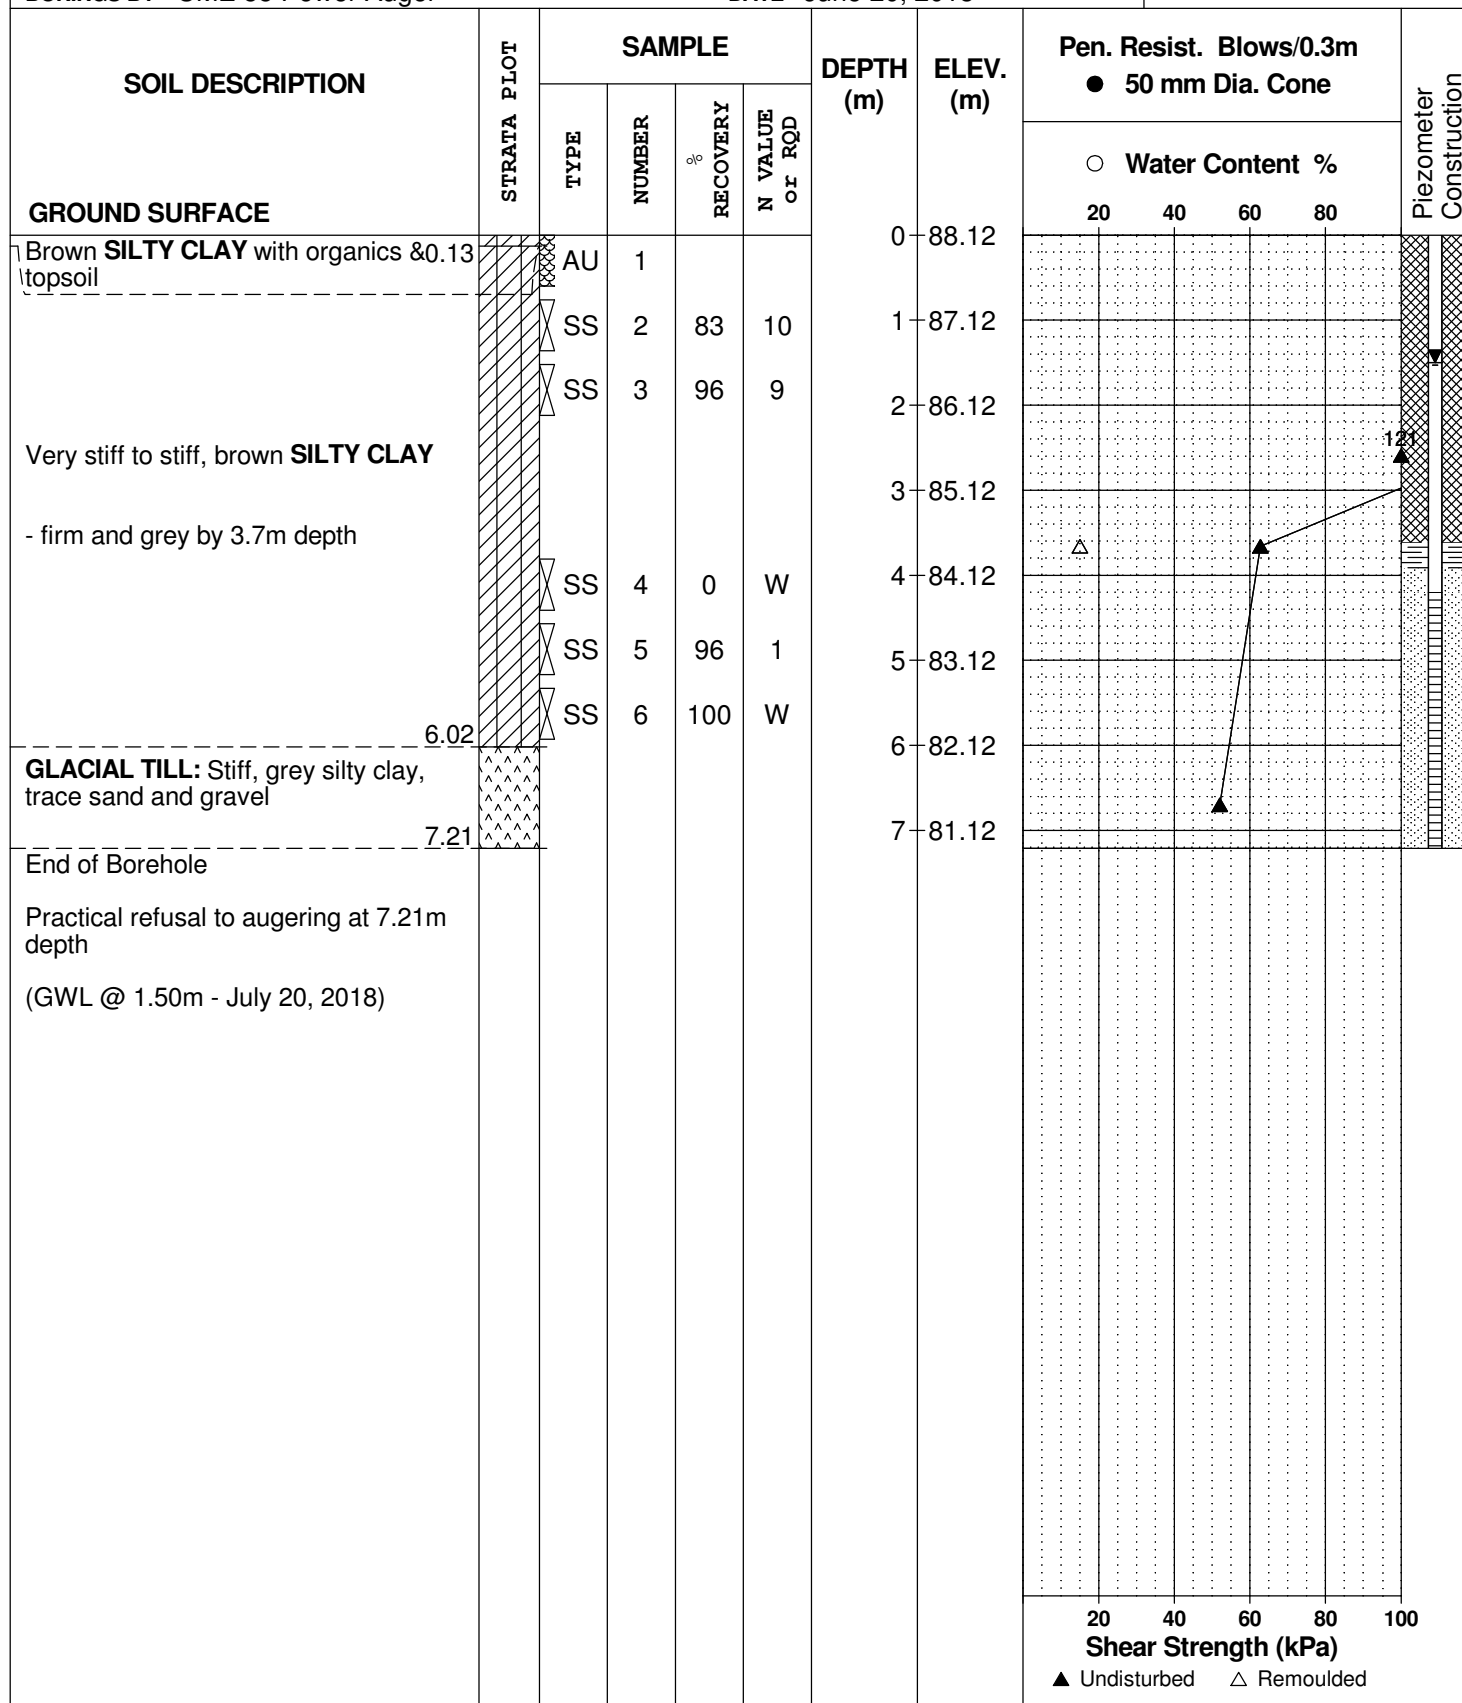 SOIL DESCRIPTION
GROUND SURFACE
STRATA PLOT
SAMPLE
TYPE
NUMBER
% RECOVERY
N VALUE or RQD
DEPTH (m)
ELEV. (m)
Pen. Resist. Blows/0.3m
● 50 mm Dia. Cone
○ Water Content %
20 40 60 80
Piezometer Construction
0 88.12
Brown SILTY CLAY with organics & 0.13
topsoil
AU 1
SS 2 83 10
1 87.12
SS 3 96 9
2 86.12
121
Very stiff to stiff, brown SILTY CLAY
3 85.12
- firm and grey by 3.7m depth
SS 4 0 W
4 84.12
SS 5 96 1
5 83.12
SS 6 100 W
6.02
6 82.12
GLACIAL TILL: Stiff, grey silty clay,
trace sand and gravel
7.21
7 81.12
End of Borehole
Practical refusal to augering at 7.21m
depth
(GWL @ 1.50m - July 20, 2018)
20 40 60 80 100
Shear Strength (kPa)
▲ Undisturbed △ Remoulded